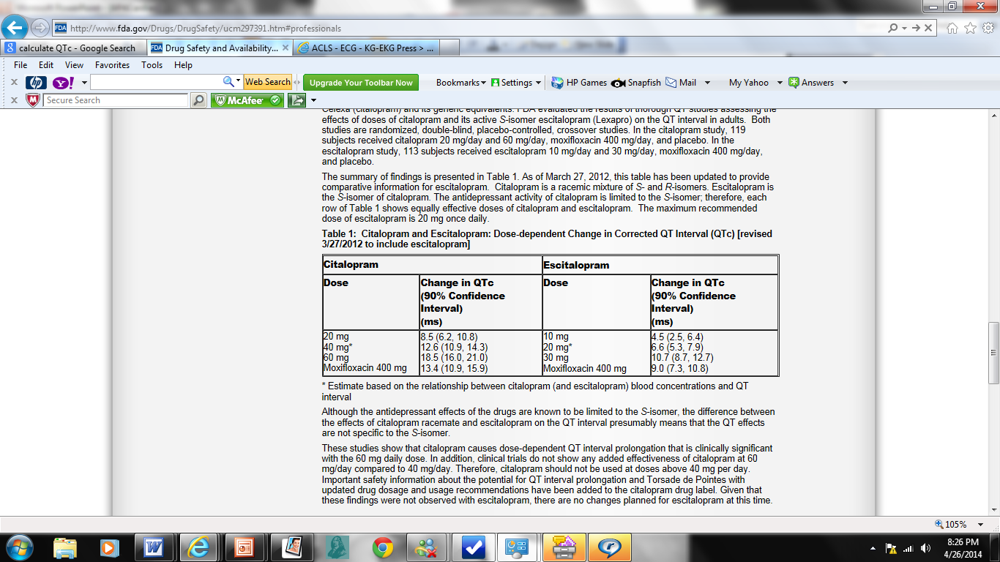 Microsoft PowerPoint -
http://www.fda.gov/Drugs/DrugSafety/ucm297391.htm#professionals
calculate QTc - Google Search
Drug Safety and Availability...
ACLS - ECG - KG-EKG Press > ...
File Edit View Favorites Tools Help
Web Search Upgrade Your Toolbar Now Bookmarks Settings HP Games Snapfish Mail My Yahoo Answers
Secure Search McAfee
Celexa (citalopram) and its generic equivalents. FDA evaluated the results of thorough QT studies assessing the
effects of doses of citalopram and its active S-isomer escitalopram (Lexapro) on the QT interval in adults. Both
studies are randomized, double-blind, placebo-controlled, crossover studies. In the citalopram study, 119
subjects received citalopram 20 mg/day and 60 mg/day, moxifloxacin 400 mg/day, and placebo. In the
escitalopram study, 113 subjects received escitalopram 10 mg/day and 30 mg/day, moxifloxacin 400 mg/day,
and placebo.
The summary of findings is presented in Table 1. As of March 27, 2012, this table has been updated to provide
comparative information for escitalopram. Citalopram is a racemic mixture of S- and R-isomers. Escitalopram is
the S-isomer of citalopram. The antidepressant activity of citalopram is limited to the S-isomer; therefore, each
row of Table 1 shows equally effective doses of citalopram and escitalopram. The maximum recommended
dose of escitalopram is 20 mg once daily.
Table 1: Citalopram and Escitalopram: Dose-dependent Change in Corrected QT Interval (QTc) [revised
3/27/2012 to include escitalopram]
Citalopram Escitalopram
Dose Change in QTc Dose Change in QTc
(90% Confidence (90% Confidence
Interval) Interval)
(ms) (ms)
20 mg 8.5 (6.2, 10.8) 10 mg 4.5 (2.5, 6.4)
40 mg* 12.6 (10.9, 14.3) 20 mg* 6.6 (5.3, 7.9)
60 mg 18.5 (16.0, 21.0) 30 mg 10.7 (8.7, 12.7)
Moxifloxacin 400 mg 13.4 (10.9, 15.9) Moxifloxacin 400 mg 9.0 (7.3, 10.8)
* Estimate based on the relationship between citalopram (and escitalopram) blood concentrations and QT
interval
Although the antidepressant effects of the drugs are known to be limited to the S-isomer, the difference between
the effects of citalopram racemate and escitalopram on the QT interval presumably means that the QT effects
are not specific to the S-isomer.
These studies show that citalopram causes dose-dependent QT interval prolongation that is clinically significant
with the 60 mg daily dose. In addition, clinical trials do not show any added effectiveness of citalopram at 60
mg/day compared to 40 mg/day. Therefore, citalopram should not be used at doses above 40 mg per day.
Important safety information about the potential for QT interval prolongation and Torsade de Pointes with
updated drug dosage and usage recommendations have been added to the citalopram drug label. Given that
these findings were not observed with escitalopram, there are no changes planned for escitalopram at this time.
105%
8:26 PM
4/26/2014